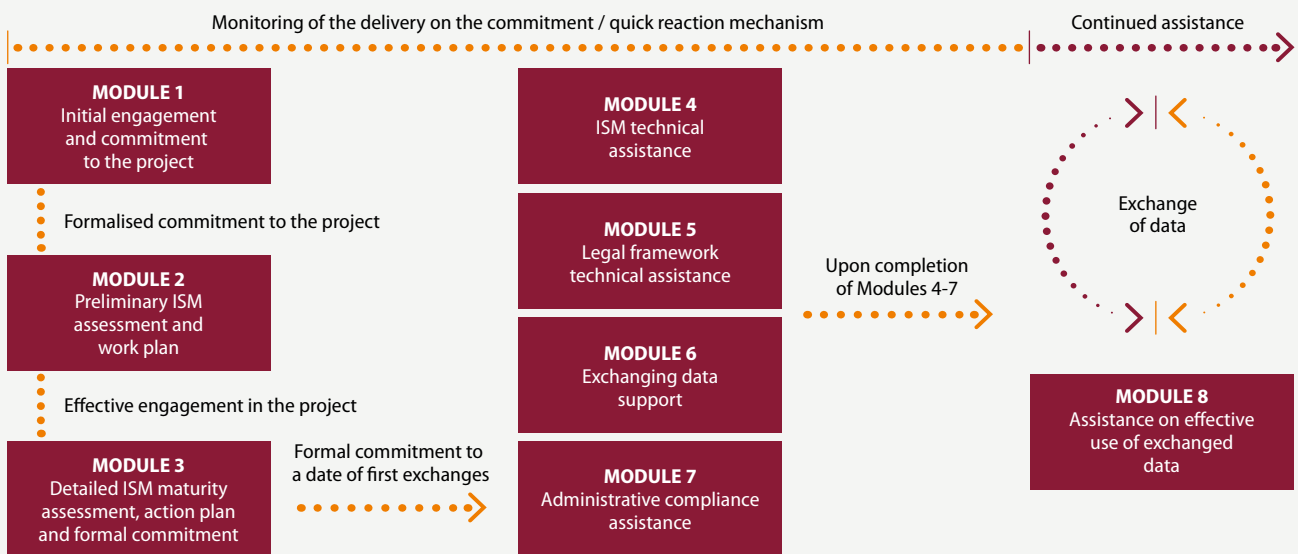 Monitoring of the delivery on the commitment / quick reaction mechanism
Continued assistance
MODULE 1
Initial engagement
and commitment
to the project
Formalised commitment to the project
MODULE 2
Preliminary ISM
assessment and
work plan
Effective engagement in the project
MODULE 3
Detailed ISM maturity
assessment, action plan
and formal commitment
Formal commitment to
a date of first exchanges
MODULE 4
ISM technical
assistance
MODULE 5
Legal framework
technical assistance
MODULE 6
Exchanging data
support
MODULE 7
Administrative compliance
assistance
Upon completion
of Modules 4-7
Exchange
of data
MODULE 8
Assistance on effective
use of exchanged
data